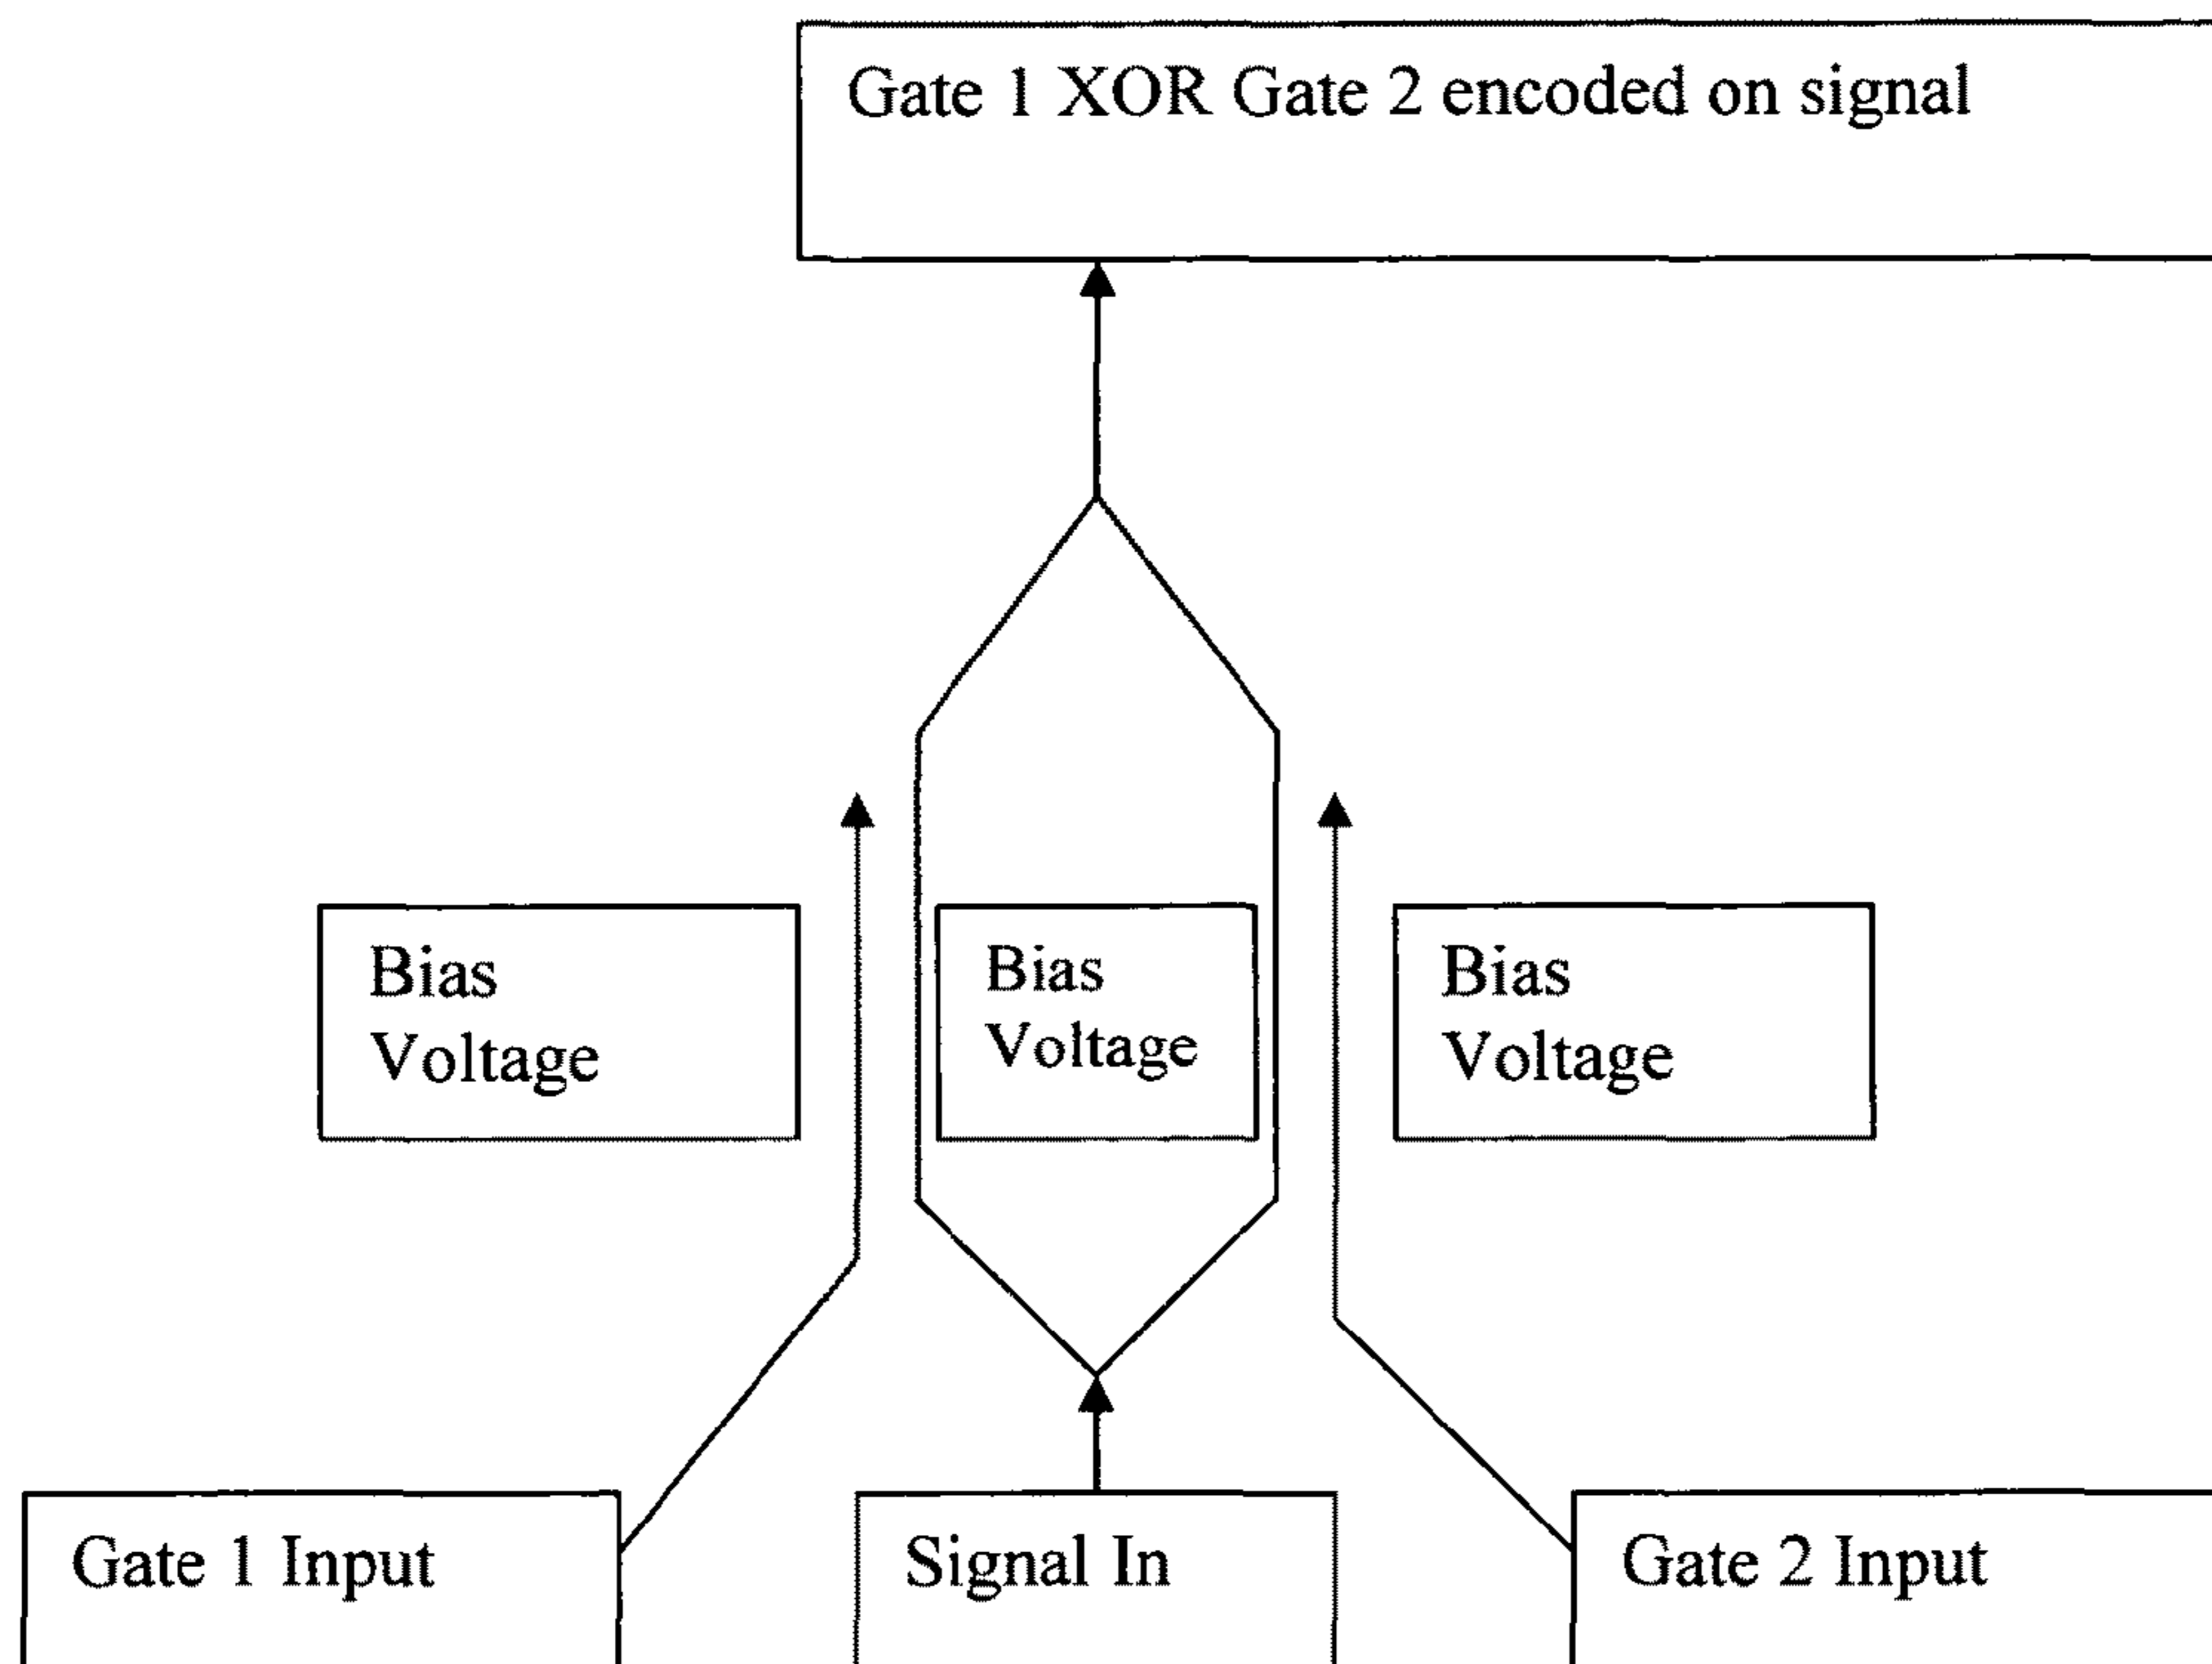 Gate 1 XOR Gate 2 encoded on signal
Bias
Voltage
Bias
Voltage
Bias
Voltage
Gate 1 Input
Signal In
Gate 2 Input